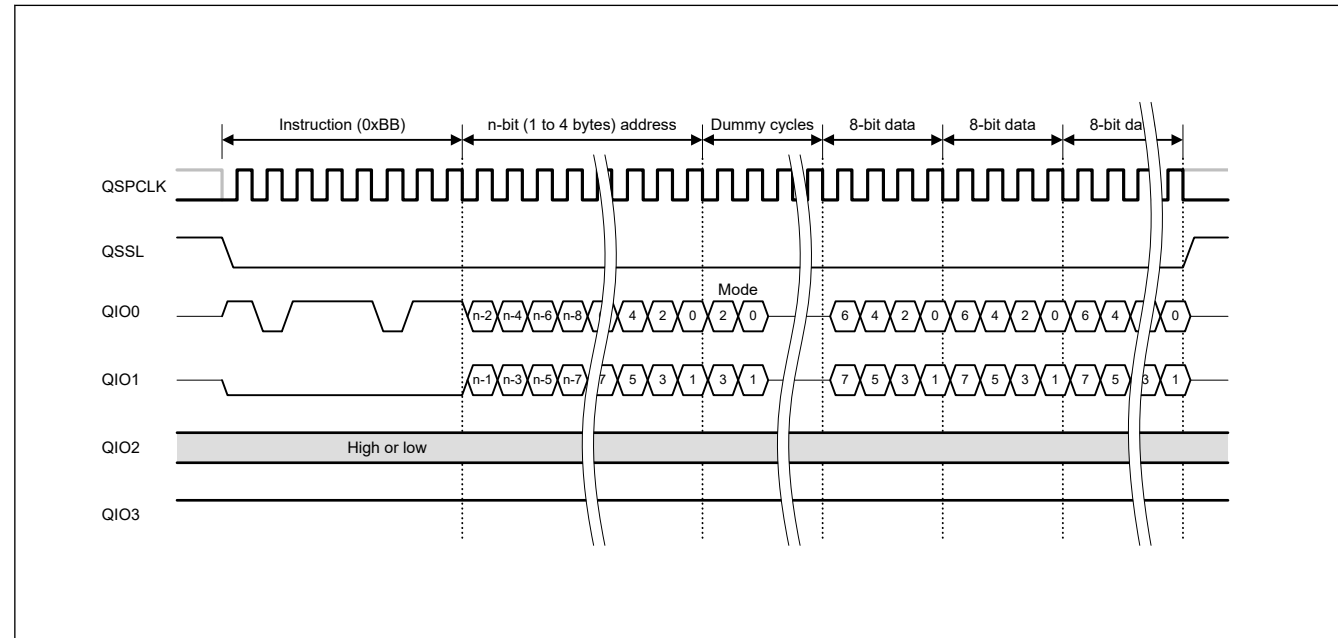 Instruction (0xBB) n-bit (1 to 4 bytes) address Dummy cycles 8-bit data 8-bit data 8-bit da
QSPCLK
QSSL
Mode
QIO0 n-2 n-4 n-6 n-8 4 2 0 2 0 6 4 2 0 6 4 2 0 6 4 0
QIO1 n-1 n-3 n-5 n-7 7 5 3 1 3 1 7 5 3 1 7 5 3 1 7 5 3 1
QIO2 High or low
QIO3